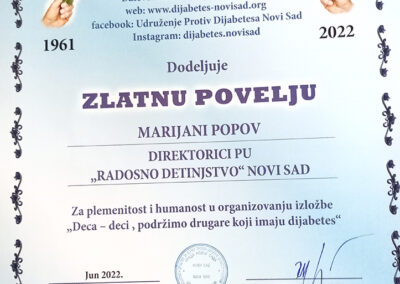 web: www.dijabetes-novisad.org
facebook: Udruženje Protiv Dijabetesa Novi Sad
Instagram: dijabetes.novisad
1961
2022
Dodeljuje
ZLATNU POVELJU
MARIJANI POPOV
DIREKTORICI PU
„RADOSNO DETINJSTVO“ NOVI SAD
Za plemenitost i humanost u organizovanju izložbe
„Deca – deci , podržimo drugare koji imaju dijabetes“
Jun 2022.